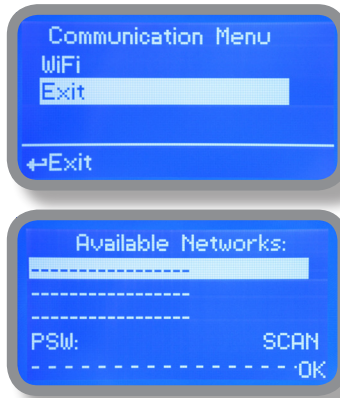 Communication Menu
WiFi
Exit
↩Exit
Available Networks:
-----------------
-----------------
-----------------
PSW: SCAN
- - - - - - - - - - - - - - - - -OK